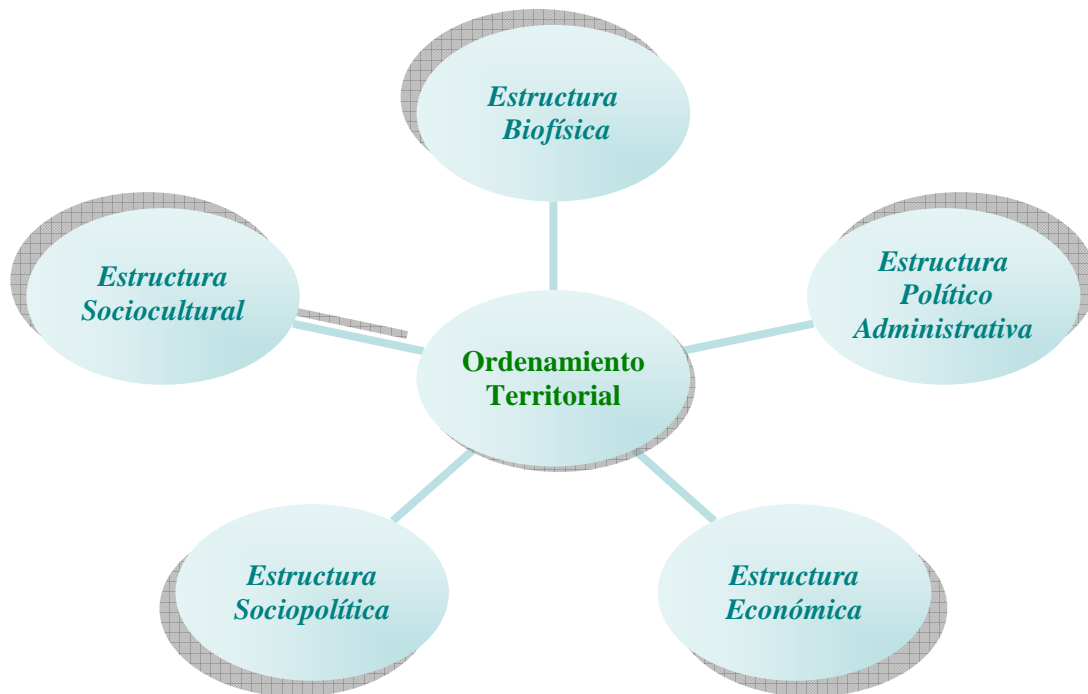 Estructura
Biofísica
Estructura
Sociocultural
Estructura
Político
Administrativa
Ordenamiento
Territorial
Estructura
Sociopolítica
Estructura
Económica